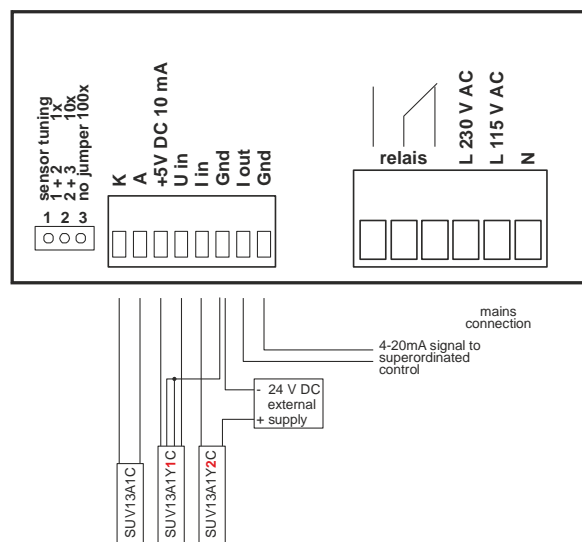 sensor tuning
1 + 2 1x
2 + 3 10x
no jumper 100x
1 2 3
K
A
+5V DC 10 mA
U in
I in
Gnd
I out
Gnd
relais
L 230 V AC
L 115 V AC
N
mains
connection
4-20mA signal to
superordinated
control
- 24 V DC
external
+ supply
SUV13A1C
SUV13A1Y1C
SUV13A1Y2C